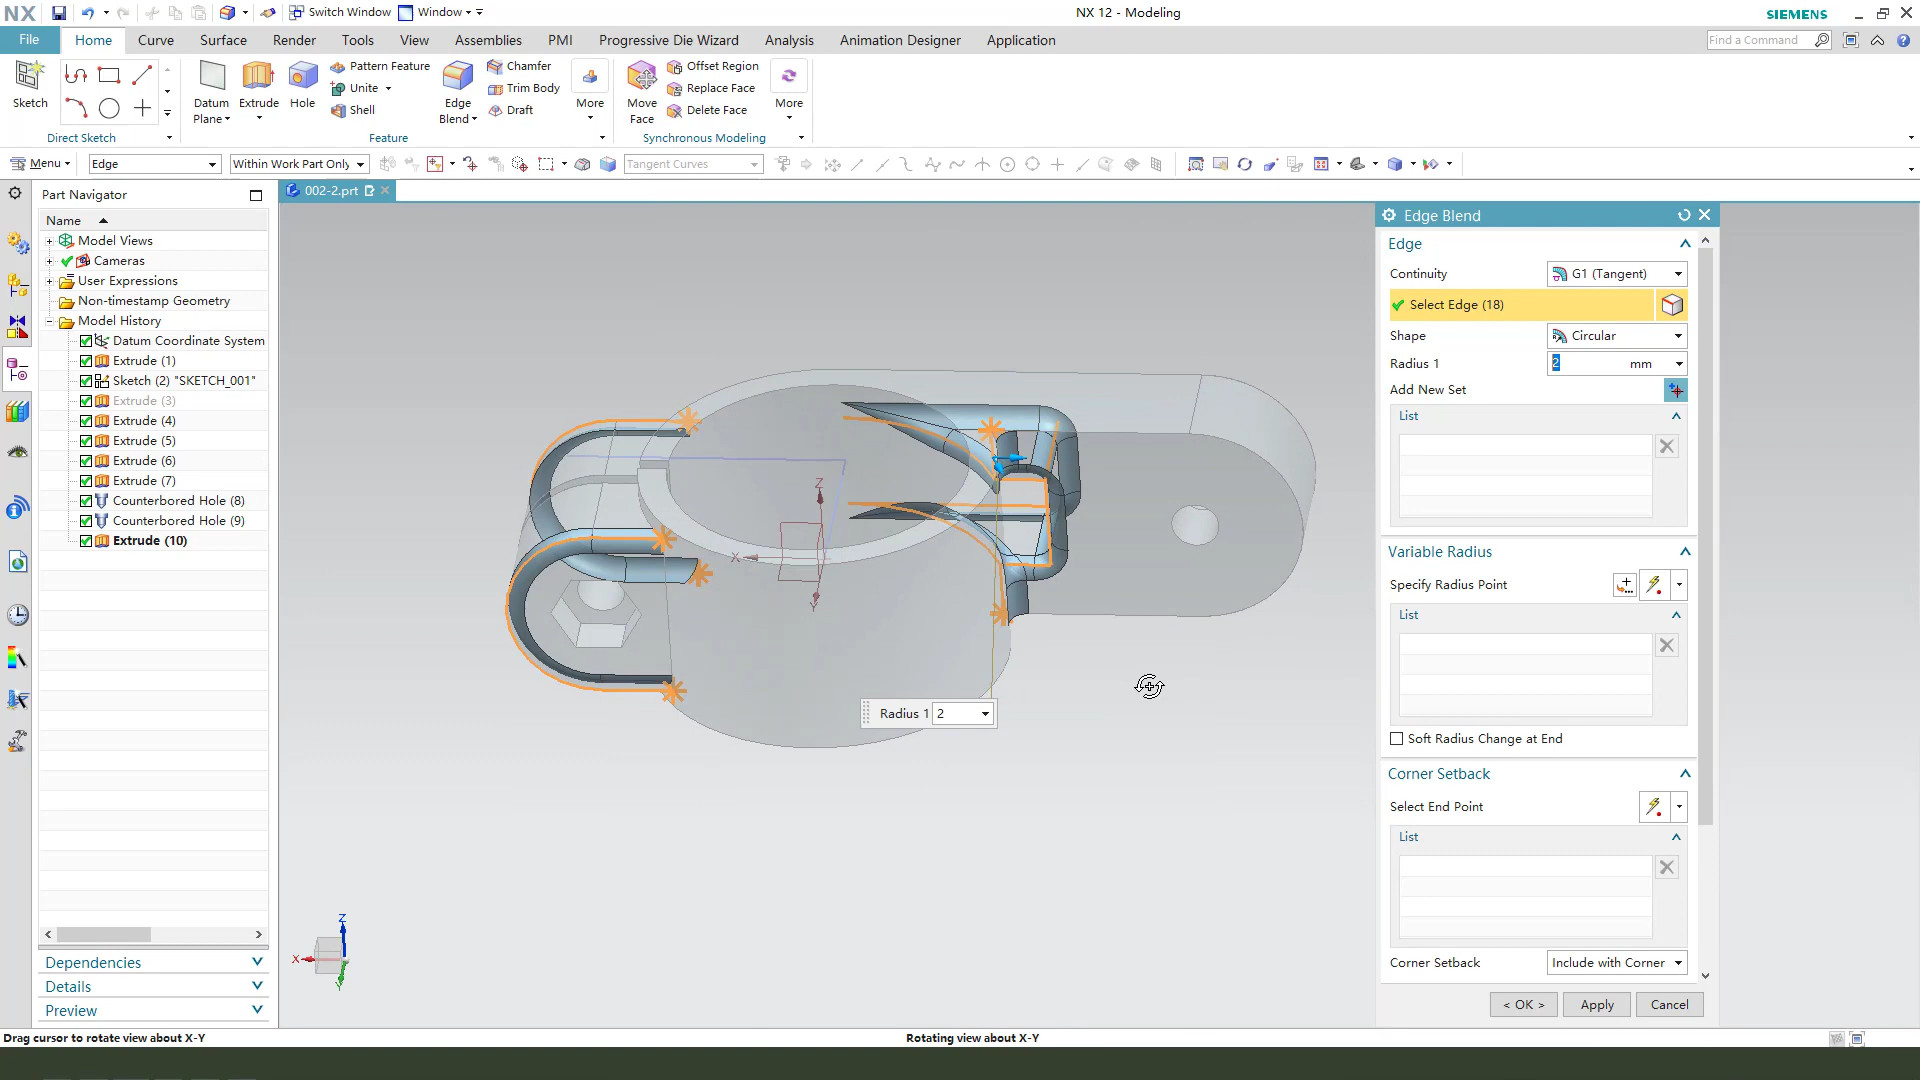 NX
Switch Window
Window
NX 12 - Modeling
SIEMENS
File
Home
Curve
Surface
Render
Tools
View
Assemblies
PMI
Progressive Die Wizard
Analysis
Animation Designer
Application
Find a Command
Sketch
Datum
Plane
Extrude
Hole
Pattern Feature
Unite
Shell
Edge
Blend
Chamfer
Trim Body
Draft
More
Move
Face
Offset Region
Replace Face
Delete Face
More
Direct Sketch
Feature
Synchronous Modeling
Menu
Edge
Within Work Part Only
Tangent Curves
Part Navigator
002-2.prt
Name
Model Views
Cameras
User Expressions
Non-timestamp Geometry
Model History
Datum Coordinate System
Extrude (1)
Sketch (2) "SKETCH_001"
Extrude (3)
Extrude (4)
Extrude (5)
Extrude (6)
Extrude (7)
Counterbored Hole (8)
Counterbored Hole (9)
Extrude (10)
Dependencies
Details
Preview
Z
X
Y
Radius 1 2
Z
X
Y
Edge Blend
Edge
Continuity
G1 (Tangent)
Select Edge (18)
Shape
Circular
Radius 1
2
mm
Add New Set
List
Variable Radius
Specify Radius Point
List
Soft Radius Change at End
Corner Setback
Select End Point
List
Corner Setback
Include with Corner
< OK >
Apply
Cancel
Drag cursor to rotate view about X-Y
Rotating view about X-Y